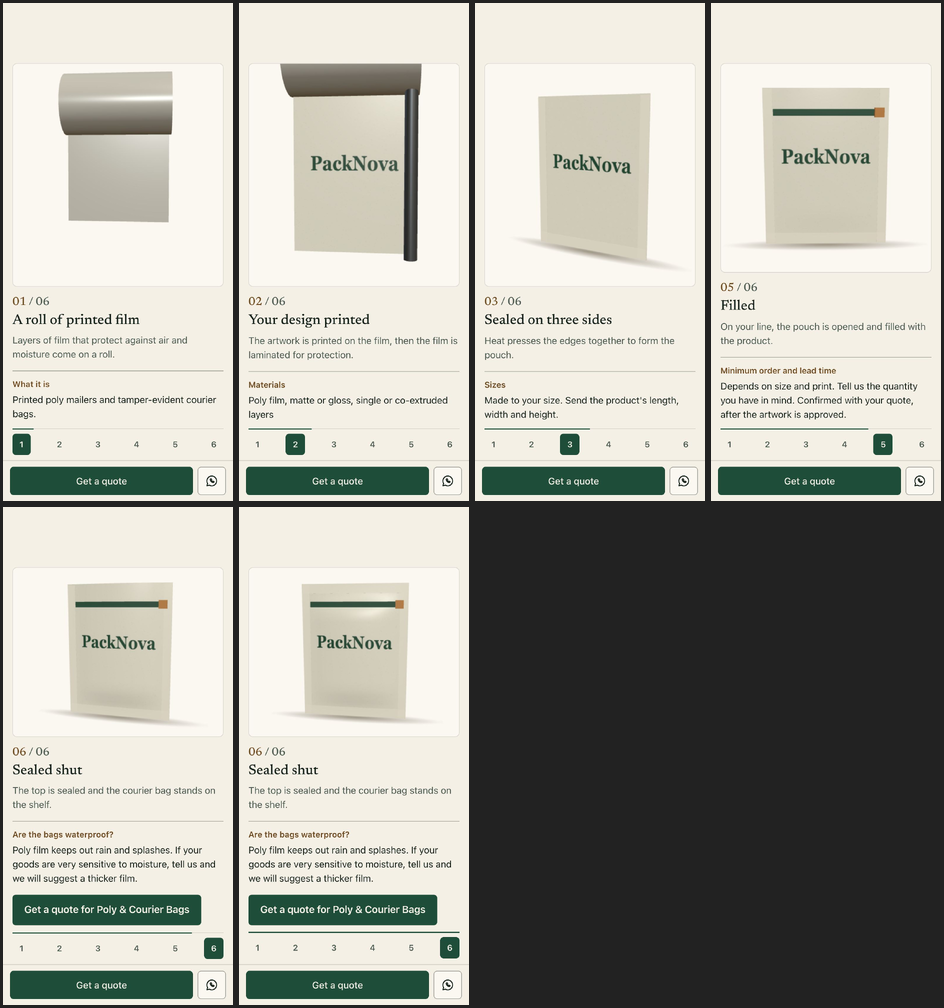 01 / 06
A roll of printed film
Layers of film that protect against air and
moisture come on a roll.
What it is
Printed poly mailers and tamper-evident courier
bags.
1 2 3 4 5 6
Get a quote
PackNova
02 / 06
Your design printed
The artwork is printed on the film, then the film is
laminated for protection.
Materials
Poly film, matte or gloss, single or co-extruded
layers
1 2 3 4 5 6
Get a quote
PackNova
03 / 06
Sealed on three sides
Heat presses the edges together to form the
pouch.
Sizes
Made to your size. Send the product's length,
width and height.
1 2 3 4 5 6
Get a quote
PackNova
05 / 06
Filled
On your line, the pouch is opened and filled with
the product.
Minimum order and lead time
Depends on size and print. Tell us the quantity
you have in mind. Confirmed with your quote,
after the artwork is approved.
1 2 3 4 5 6
Get a quote
PackNova
06 / 06
Sealed shut
The top is sealed and the courier bag stands on
the shelf.
Are the bags waterproof?
Poly film keeps out rain and splashes. If your
goods are very sensitive to moisture, tell us and
we will suggest a thicker film.
Get a quote for Poly & Courier Bags
1 2 3 4 5 6
Get a quote
PackNova
06 / 06
Sealed shut
The top is sealed and the courier bag stands on
the shelf.
Are the bags waterproof?
Poly film keeps out rain and splashes. If your
goods are very sensitive to moisture, tell us and
we will suggest a thicker film.
Get a quote for Poly & Courier Bags
1 2 3 4 5 6
Get a quote